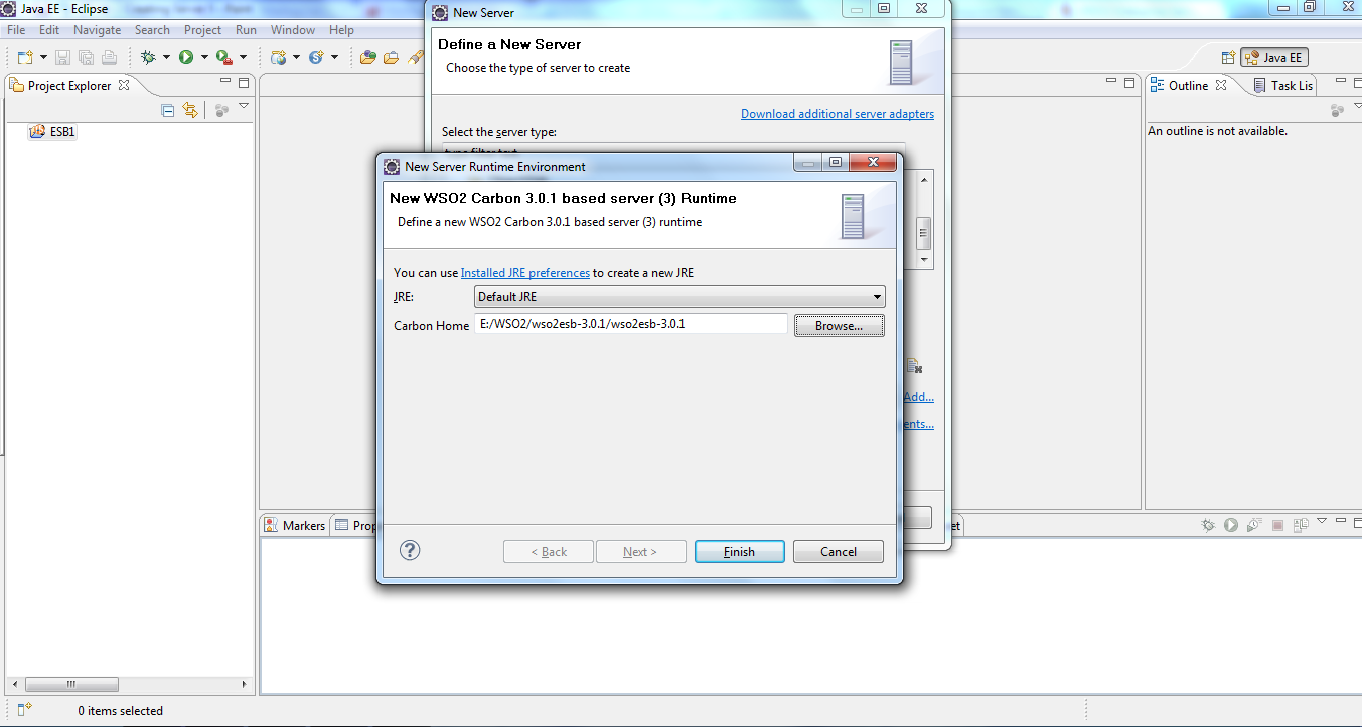 Java EE - Eclipse
New Server
File Edit Navigate Search Project Run Window Help
Define a New Server
Choose the type of server to create
Java EE
Project Explorer
Outline
Task Lis
Download additional server adapters
Select the server type:
ESB1
An outline is not available.
type filter text
New Server Runtime Environment
New WSO2 Carbon 3.0.1 based server (3) Runtime
Define a new WSO2 Carbon 3.0.1 based server (3) runtime
You can use Installed JRE preferences to create a new JRE
JRE: Default JRE
Carbon Home E:/WSO2/wso2esb-3.0.1/wso2esb-3.0.1 Browse...
Add...
ents...
Markers Prop
et
< Back Next > Finish Cancel
0 items selected